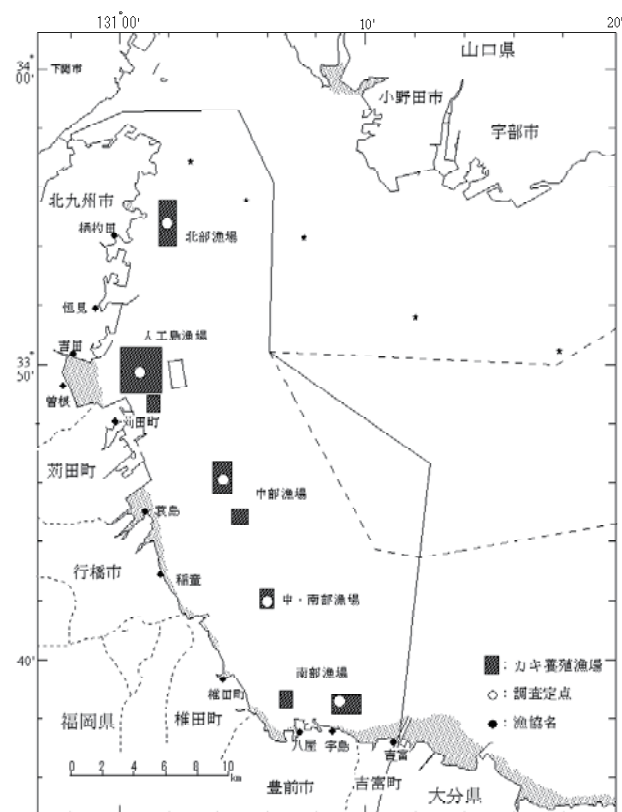 131°00'
10'
20'
34°
00'
下関市
山口県
小野田市
宇部市
北九州市
柄杓田
北部漁場
恒見
人工島漁場
吉田
33°
50'
曽根
苅田町
苅田町
中部漁場
蓑島
行橋市
稲童
中・南部漁場
40'
南部漁場
：カキ養殖漁場
：調査定点
：漁協名
椎田町
福岡県
椎田町
八屋
宇島
吉富
0 2 4 6 8 10
km
豊前市
吉富町
大分県